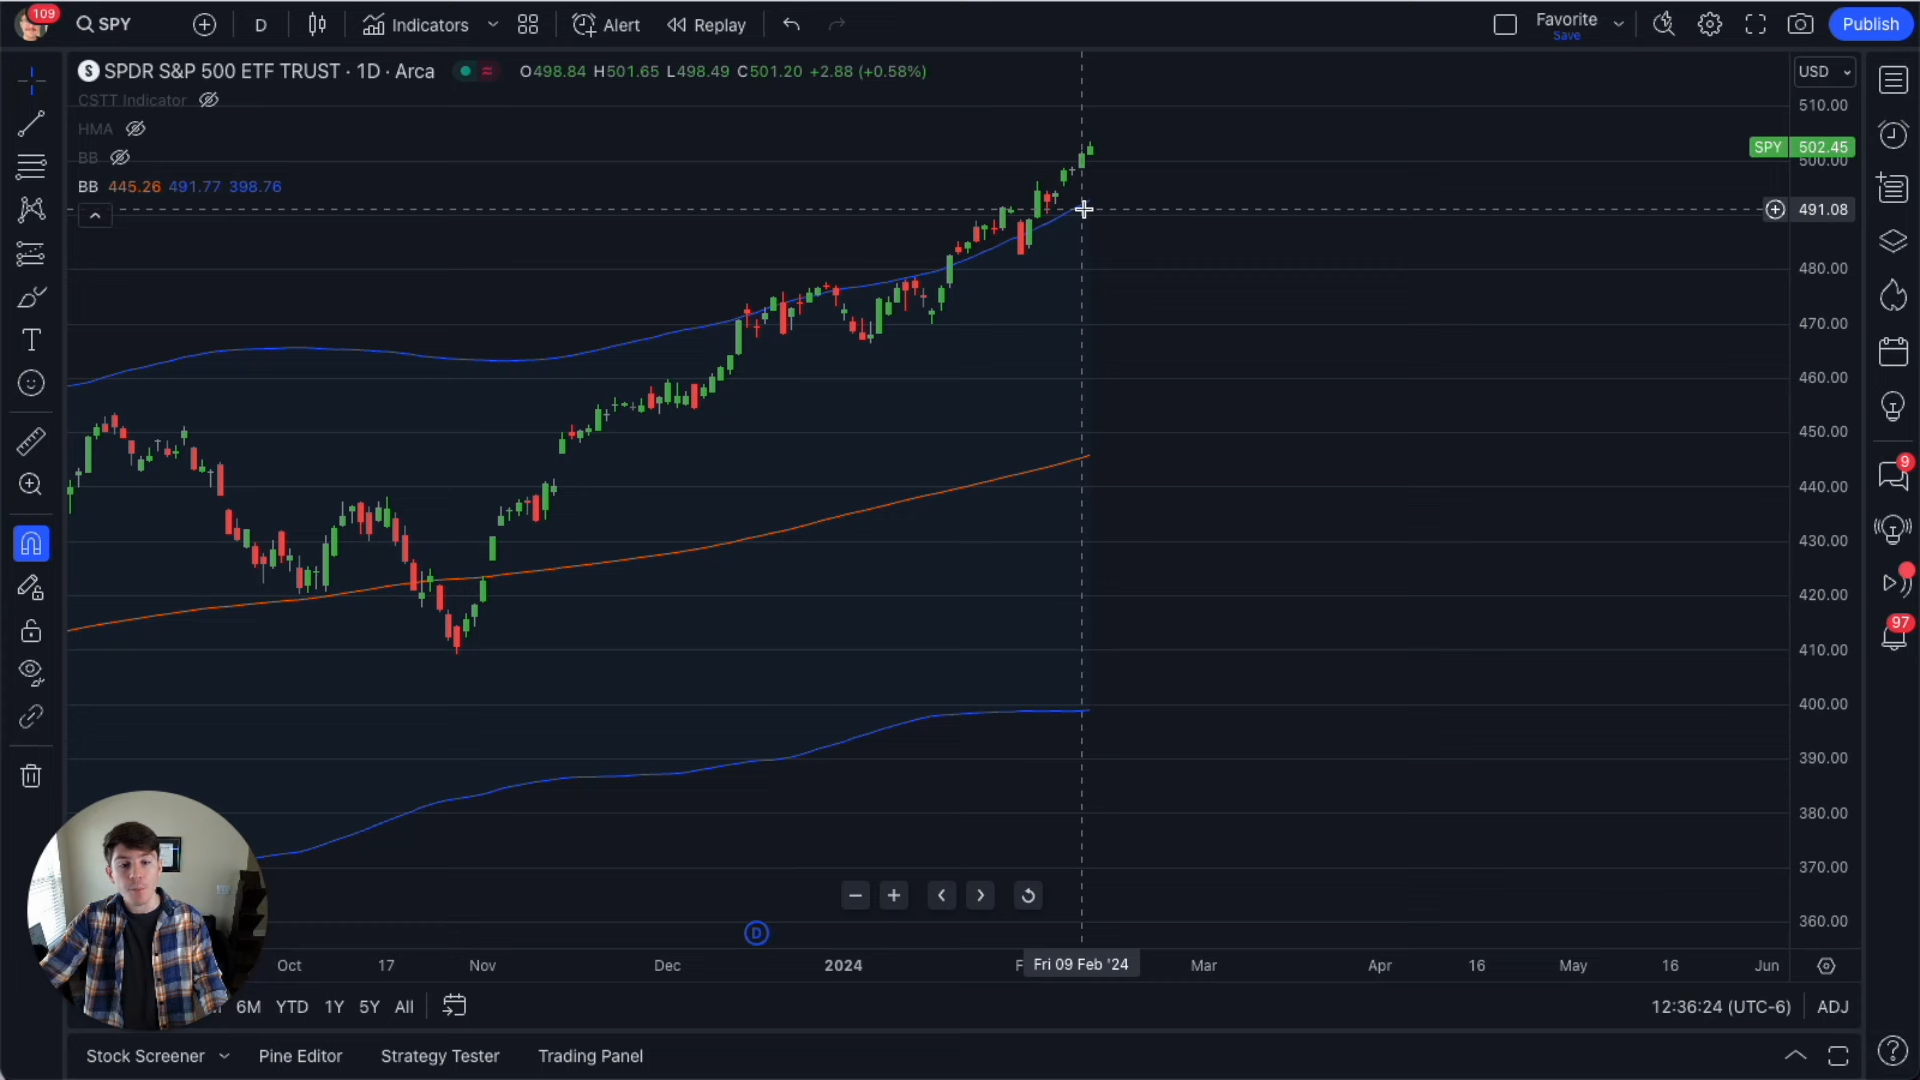 109
SPY
D
Indicators
Alert
Replay
Favorite
Save
Publish
SPDR S&P 500 ETF TRUST · 1D · Arca
O498.84 H501.65 L498.49 C501.20 +2.88 (+0.58%)
USD
CSTT Indicator
HMA
BB
BB 445.26 491.77 398.76
510.00
SPY 502.45
500.00
491.08
480.00
470.00
460.00
450.00
440.00
430.00
420.00
410.00
400.00
390.00
380.00
370.00
360.00
9
97
D
Oct
17
Nov
Dec
2024
F
Fri 09 Feb '24
Mar
Apr
16
May
16
Jun
6M
YTD
1Y
5Y
All
12:36:24 (UTC-6)
ADJ
Stock Screener
Pine Editor
Strategy Tester
Trading Panel